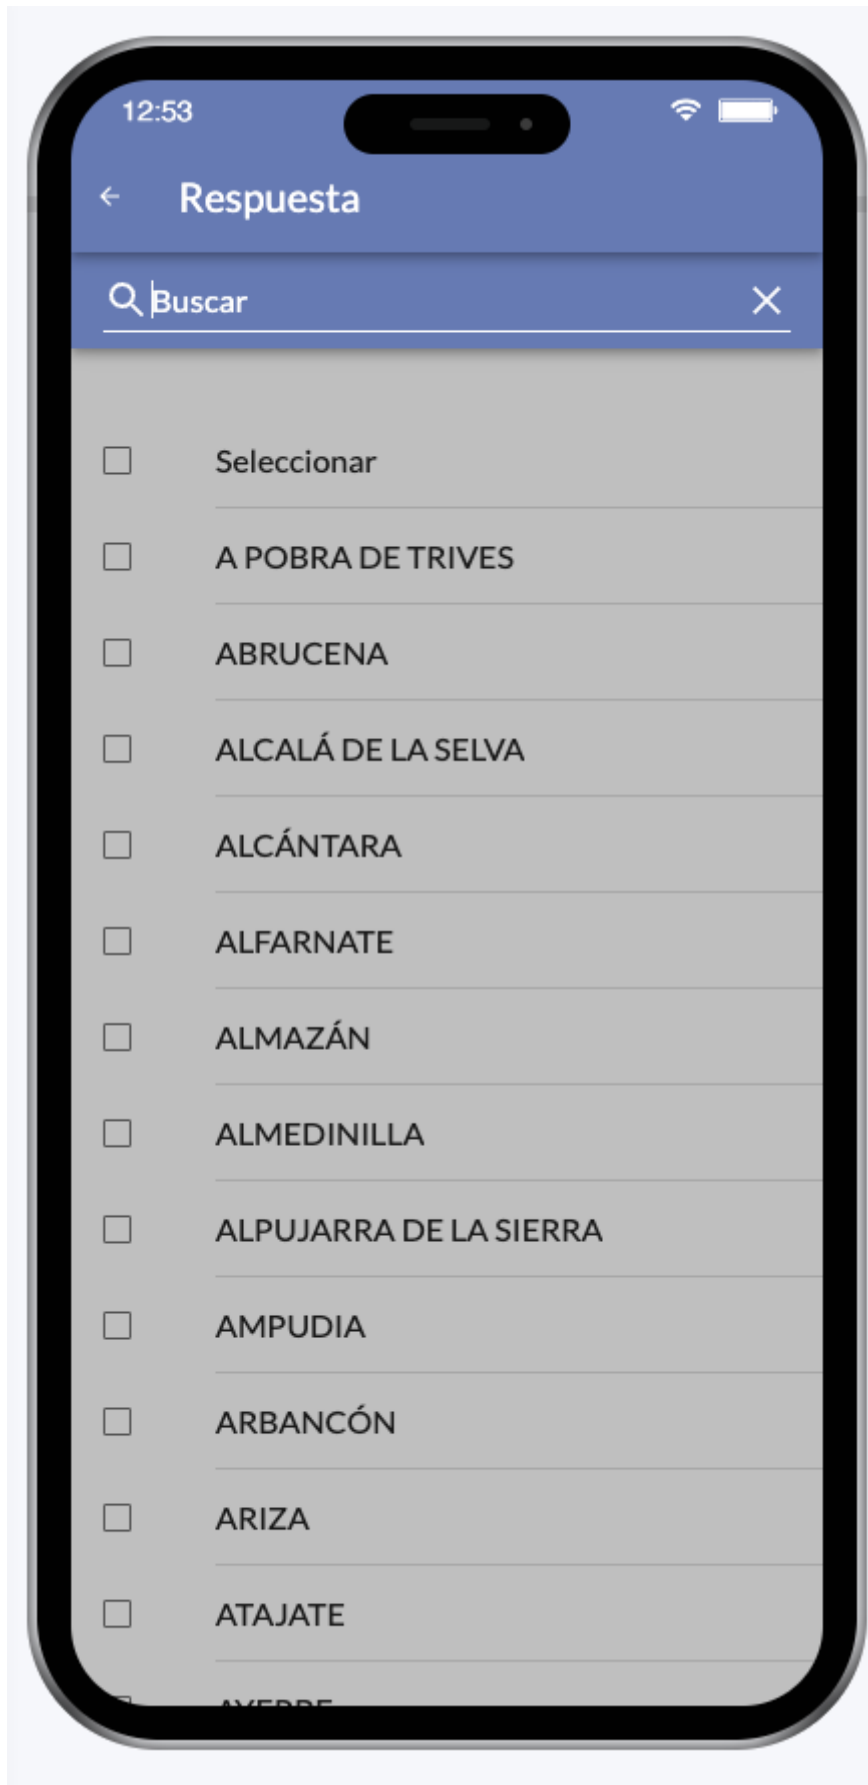 12:53
Respuesta
Buscar
Seleccionar
A POBRA DE TRIVES
ABRUCENA
ALCALÁ DE LA SELVA
ALCÁNTARA
ALFARNATE
ALMAZÁN
ALMEDINILLA
ALPUJARRA DE LA SIERRA
AMPUDIA
ARBANCÓN
ARIZA
ATAJATE